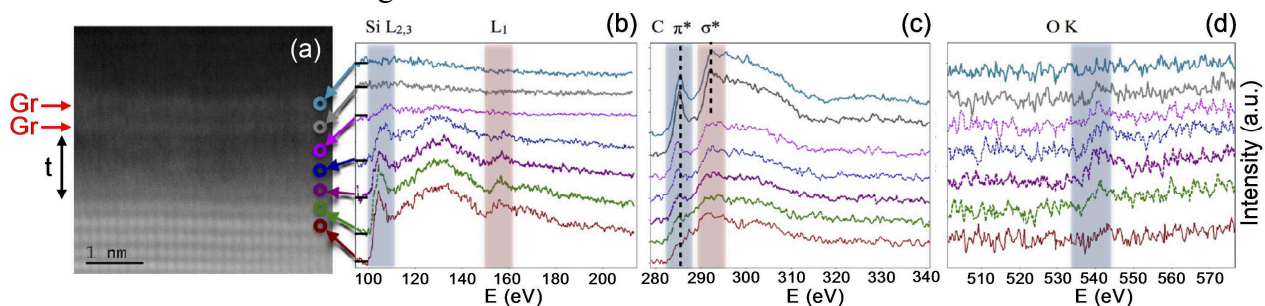 (a)
Gr
Gr
t
1 nm
Si L2,3
L1
(b)
100 120 140 160 180 200
E (eV)
C π* σ*
(c)
280 290 300 310 320 330 340
E (eV)
O K
(d)
510 520 530 540 550 560 570
E (eV)
Intensity (a.u.)